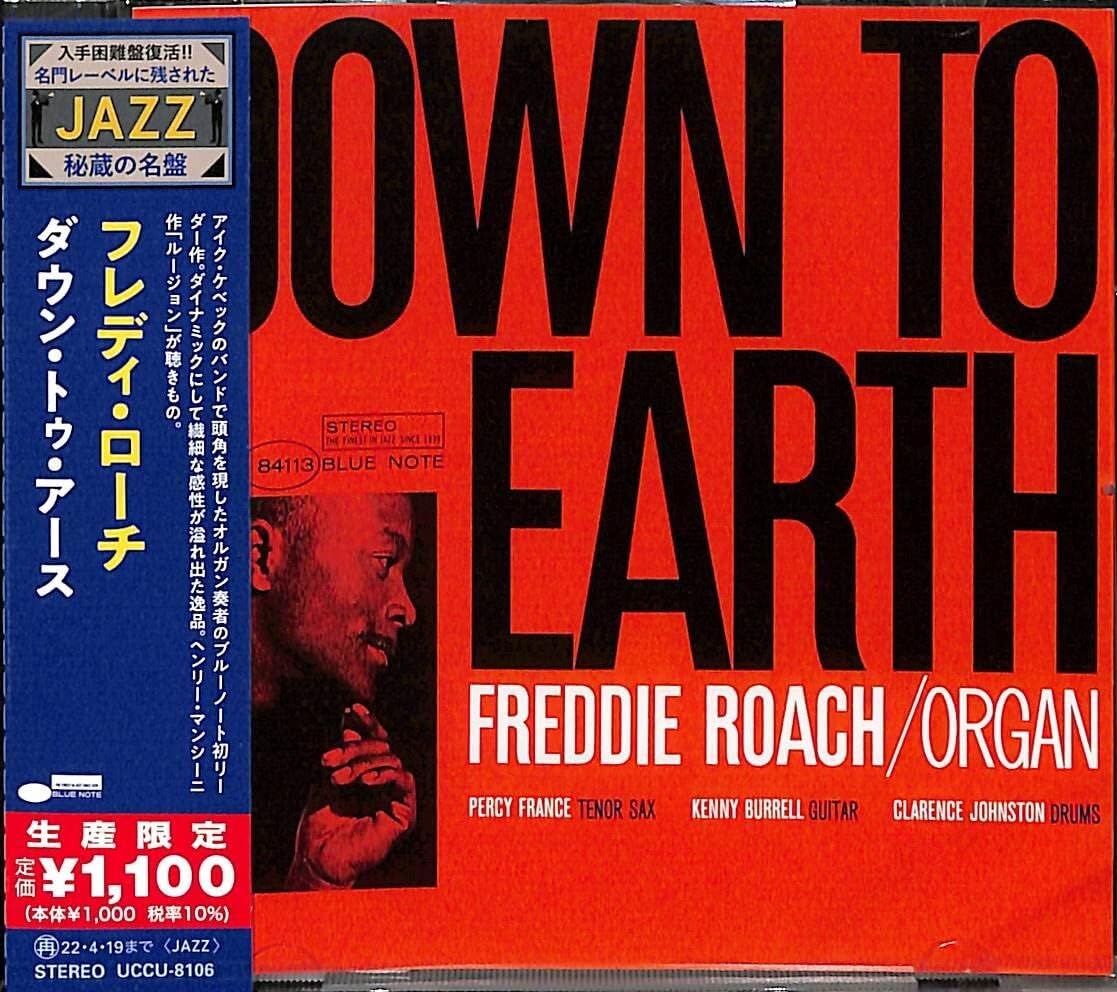 入手困難盤復活!!
名門レーベルに残された
JAZZ
秘蔵の名盤
アイク・ケベックのバンドで頭角を現したオルガン奏者のブルーノート初リー
ダー作。ダイナミックにして繊細な感性が溢れ出た逸品。ヘンリー・マンシーニ
作「ルージョン」が聴きもの。
フレディ・ローチ
ダウン・トゥ・アース
BLUE NOTE
生産限定
定価 ¥1,100
(本体¥1,000 税率10%)
再 22・4・19まで 〈JAZZ〉
STEREO UCCU-8106
DOWN TO
EARTH
STEREO
THE FINEST IN JAZZ SINCE 1939
84113 BLUE NOTE
FREDDIE ROACH/ORGAN
PERCY FRANCE TENOR SAX KENNY BURRELL GUITAR CLARENCE JOHNSTON DRUMS